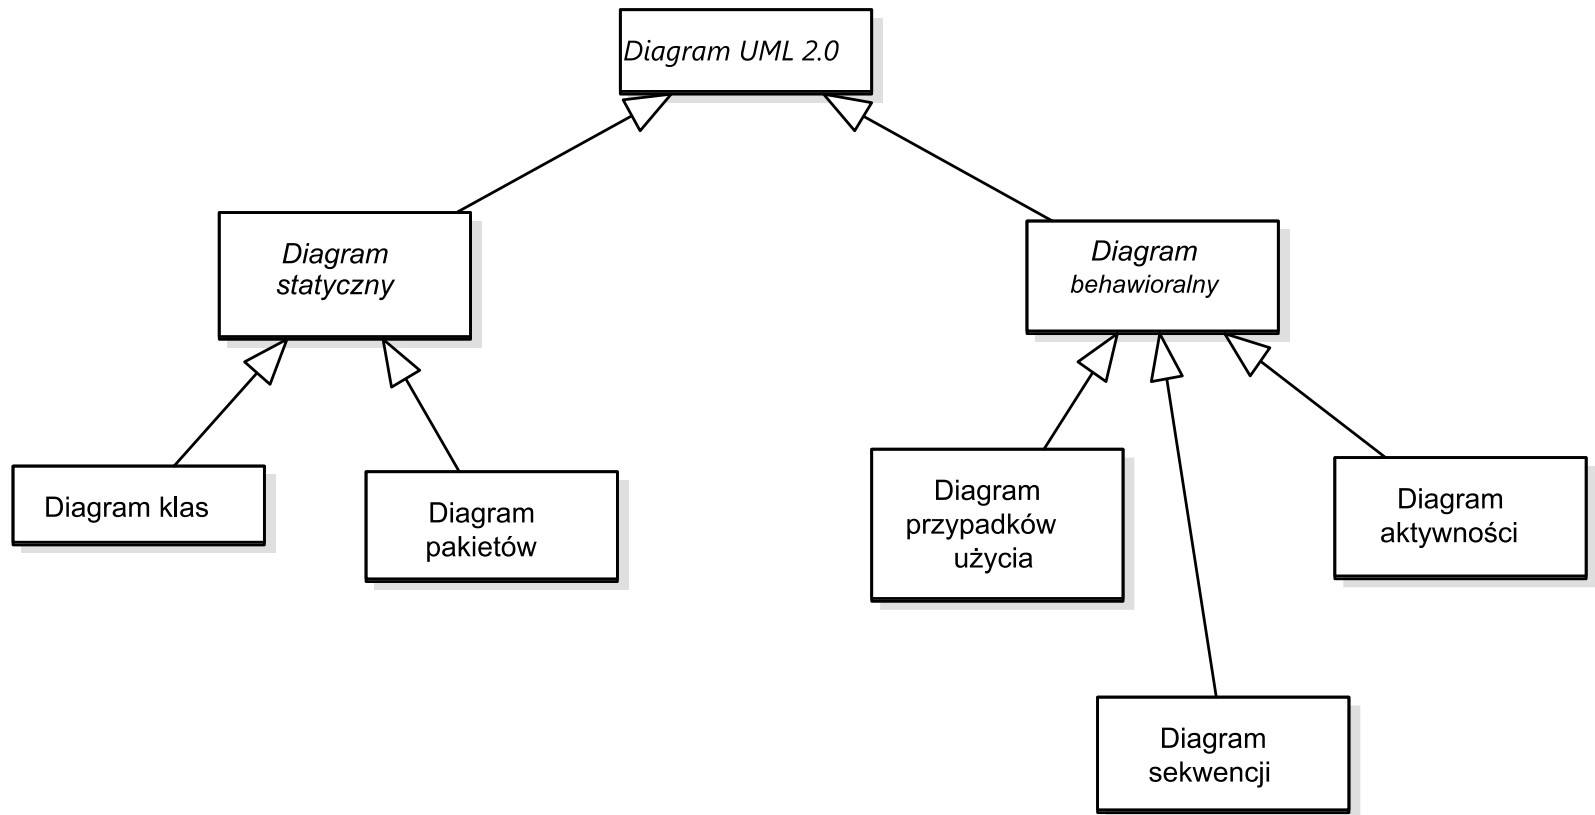 Diagram UML 2.0
Diagram
statyczny
Diagram
behawioralny
Diagram klas
Diagram
pakietów
Diagram
przypadków
użycia
Diagram
aktywności
Diagram
sekwencji